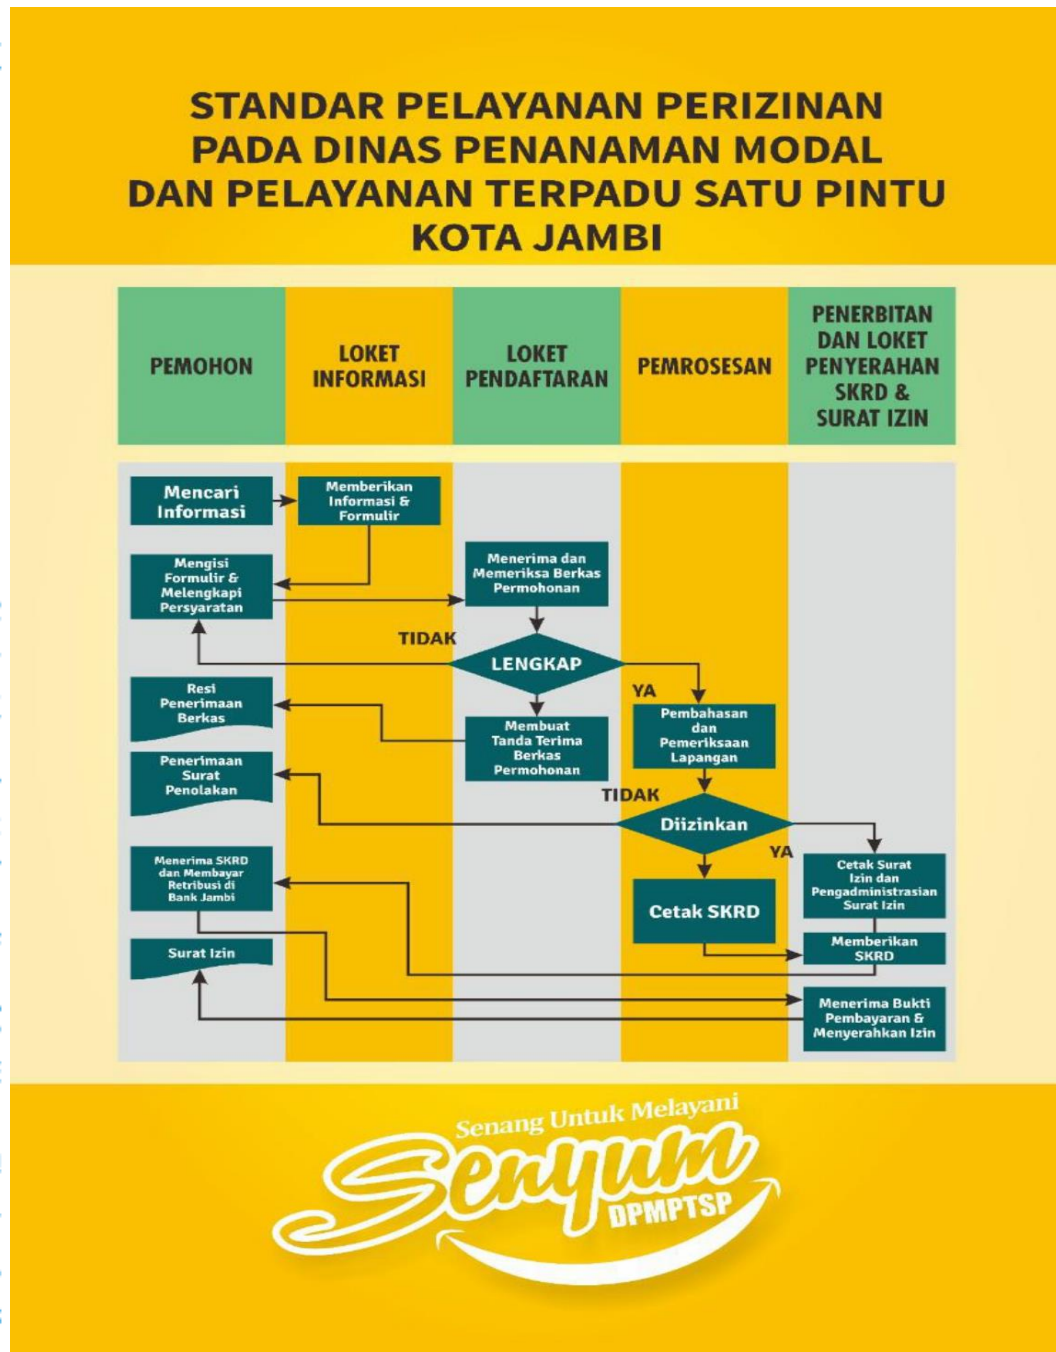 STANDAR PELAYANAN PERIZINAN
PADA DINAS PENANAMAN MODAL
DAN PELAYANAN TERPADU SATU PINTU
KOTA JAMBI
PEMOHON
LOKET
INFORMASI
LOKET
PENDAFTARAN
PEMROSESAN
PENERBITAN
DAN LOKET
PENYERAHAN
SKRD &
SURAT IZIN
Mencari
Informasi
Memberikan
Informasi &
Formulir
Mengisi
Formulir &
Melengkapi
Persyaratan
Menerima dan
Memeriksa Berkas
Permohonan
TIDAK
LENGKAP
YA
Resi
Penerimaan
Berkas
Membuat
Tanda Terima
Berkas
Permohonan
Pembahasan
dan
Pemeriksaan
Lapangan
Penerimaan
Surat
Penolakan
TIDAK
Diizinkan
YA
Menerima SKRD
dan Membayar
Retribusi di
Bank Jambi
Cetak SKRD
Cetak Surat
Izin dan
Pengadministrasian
Surat Izin
Memberikan
SKRD
Surat Izin
Menerima Bukti
Pembayaran &
Menyerahkan Izin
Senang Untuk Melayani
Senyum
DPMPTSP